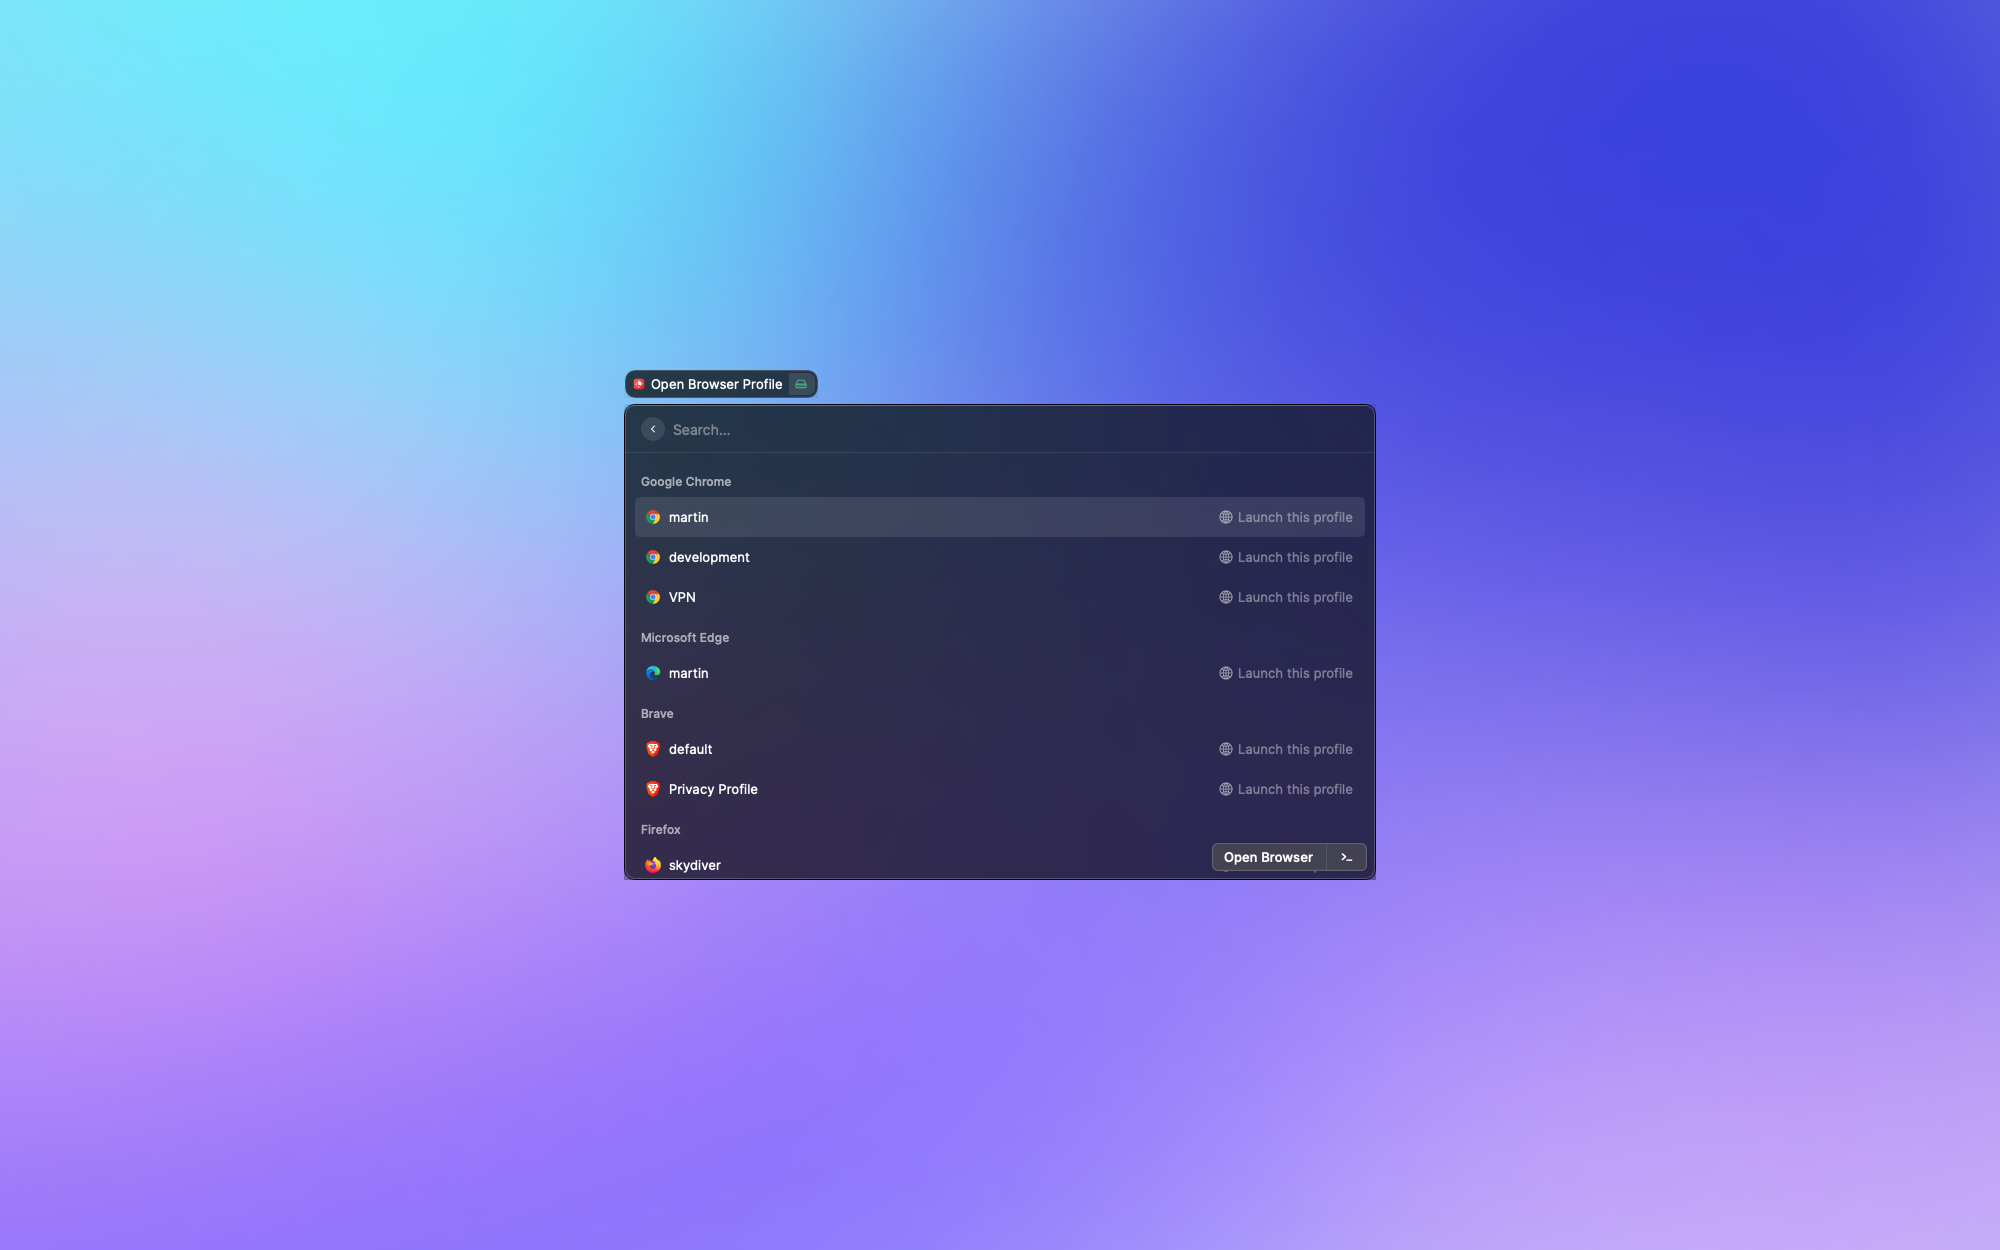 Open Browser Profile
Search...
Google Chrome
martin Launch this profile
development Launch this profile
VPN Launch this profile
Microsoft Edge
martin Launch this profile
Brave
default Launch this profile
Privacy Profile Launch this profile
Firefox
skydiver
Open Browser >_